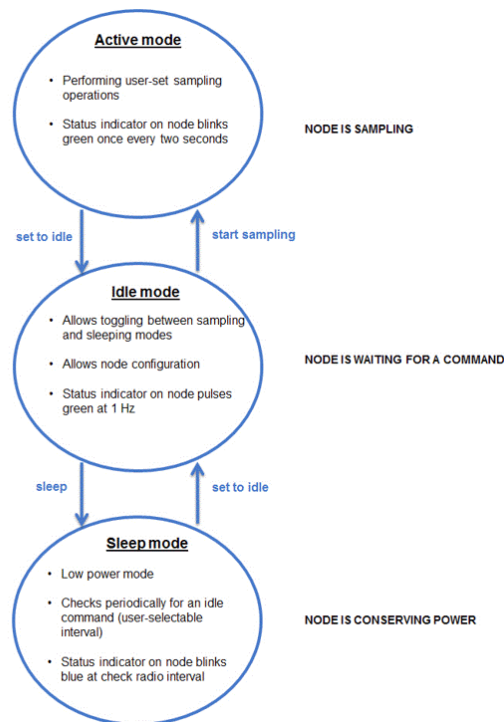 Active mode
• Performing user-set sampling
operations
• Status indicator on node blinks
green once every two seconds
NODE IS SAMPLING
set to idle
start sampling
Idle mode
• Allows toggling between sampling
and sleeping modes
• Allows node configuration
• Status indicator on node pulses
green at 1 Hz
NODE IS WAITING FOR A COMMAND
sleep
set to idle
Sleep mode
• Low power mode
• Checks periodically for an idle
command (user-selectable
interval)
• Status indicator on node blinks
blue at check radio interval
NODE IS CONSERVING POWER